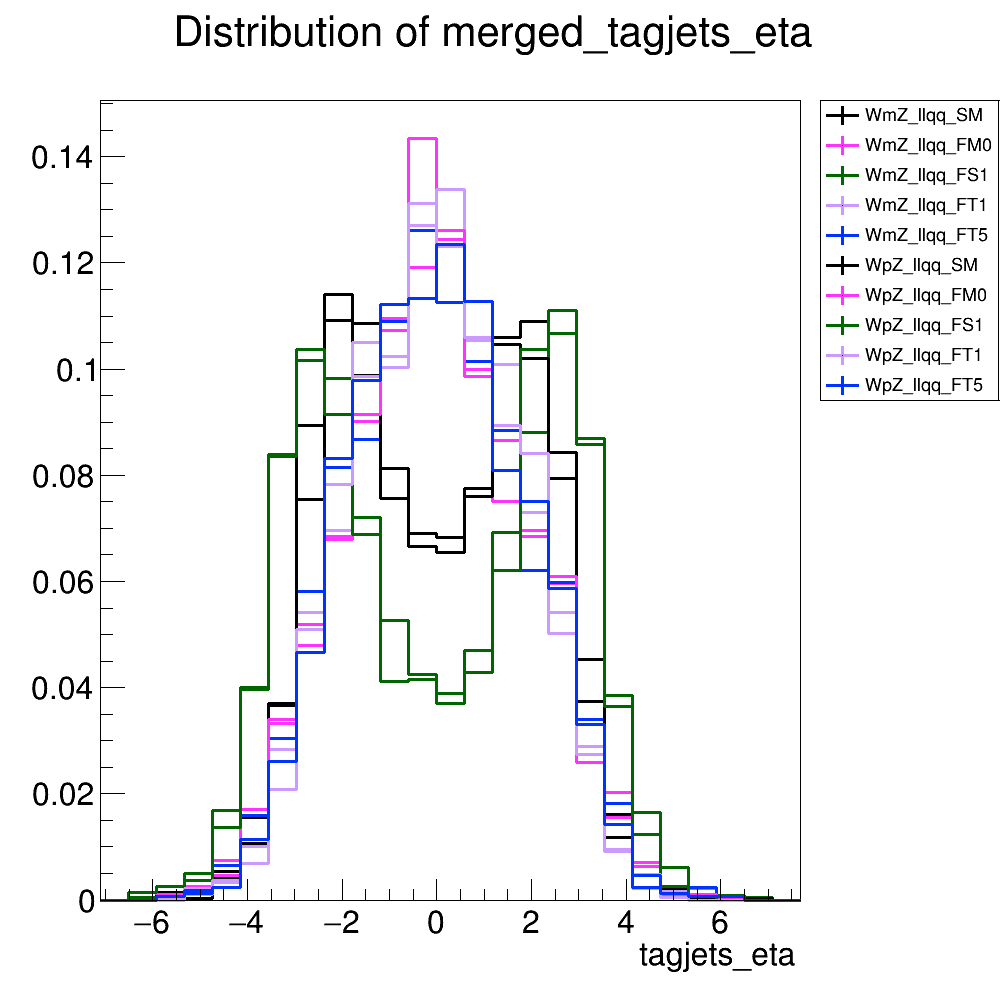 Distribution of merged_tagjets_eta
WmZ_llqq_SM
WmZ_llqq_FM0
WmZ_llqq_FS1
WmZ_llqq_FT1
WmZ_llqq_FT5
WpZ_llqq_SM
WpZ_llqq_FM0
WpZ_llqq_FS1
WpZ_llqq_FT1
WpZ_llqq_FT5
0.14
0.12
0.1
0.08
0.06
0.04
0.02
0
−6 −4 −2 0 2 4 6
tagjets_eta